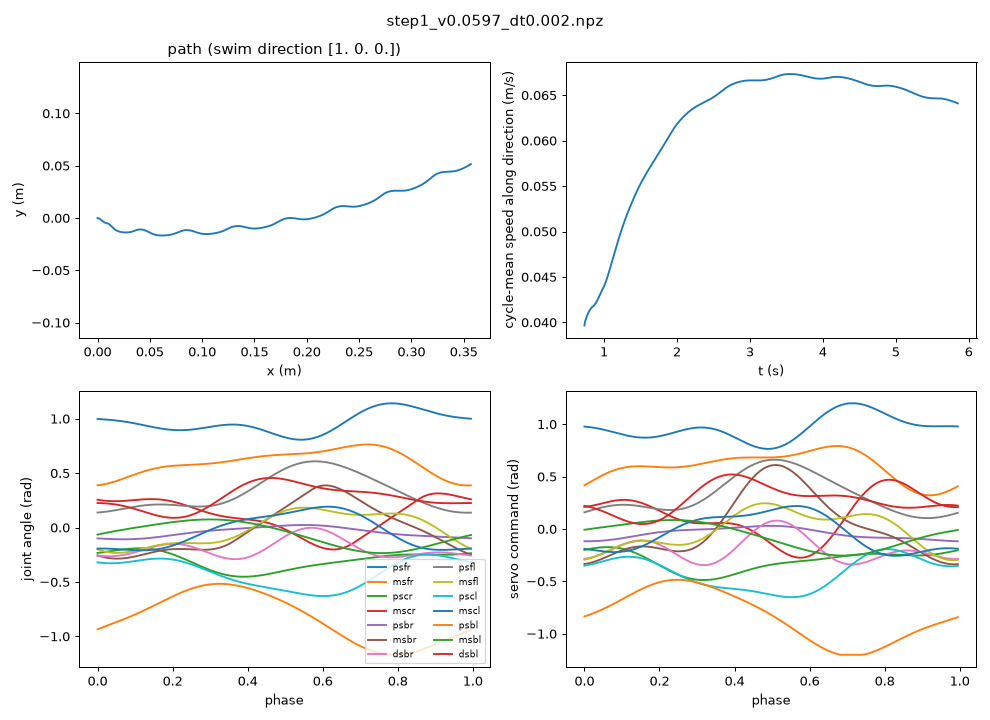 step1_v0.0597_dt0.002.npz
path (swim direction [1. 0. 0.])
0.10
0.05
0.00
−0.05
−0.10
y (m)
0.00 0.05 0.10 0.15 0.20 0.25 0.30 0.35
x (m)
0.065
0.060
0.055
0.050
0.045
0.040
cycle-mean speed along direction (m/s)
1 2 3 4 5 6
t (s)
1.0
0.5
0.0
−0.5
−1.0
joint angle (rad)
psfr psfl
msfr msfl
pscr pscl
mscr mscl
psbr psbl
msbr msbl
dsbr dsbl
0.0 0.2 0.4 0.6 0.8 1.0
phase
1.0
0.5
0.0
−0.5
−1.0
servo command (rad)
0.0 0.2 0.4 0.6 0.8 1.0
phase